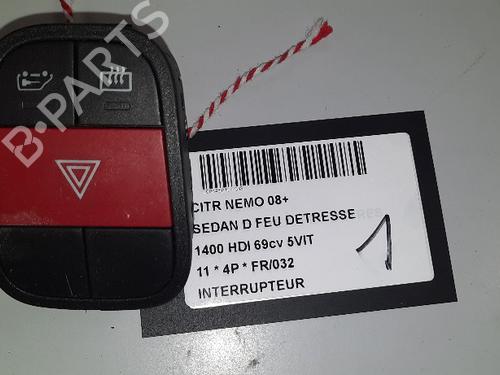 B-PARTS
CITR NEMO 08+
SEDAN D FEU DETRESSE
1400 HDI 69cv 5VIT
11 * 4P * FR/032
INTERRUPTEUR
1